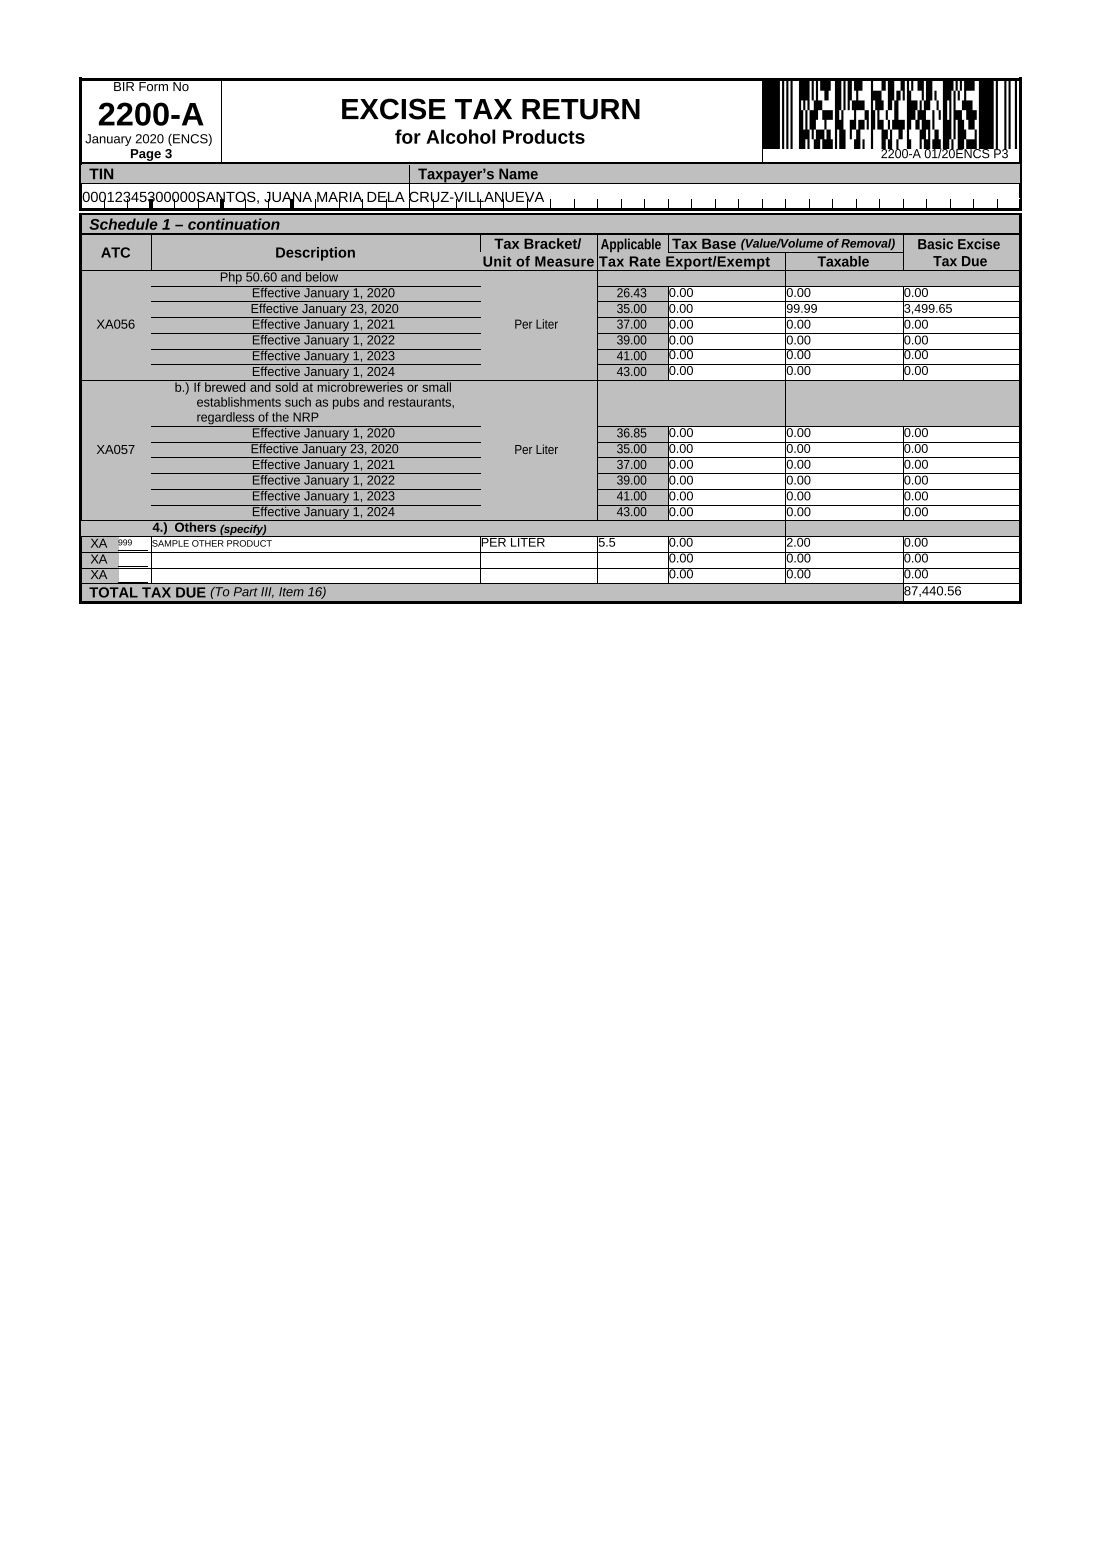 BIR Form No
2200-A
January 2020 (ENCS)
Page 3
EXCISE TAX RETURN
for Alcohol Products
2200-A 01/20ENCS P3
TIN Taxpayer's Name
00012345300000SANTOS, JUANA MARIA DELA CRUZ-VILLANUEVA
Schedule 1 – continuation
ATC Description Tax Bracket/ Unit of Measure Applicable Tax Rate Tax Base (Value/Volume of Removal) Export/Exempt Taxable Basic Excise Tax Due
Php 50.60 and below
XA056 Per Liter
Effective January 1, 2020 26.43 0.00 0.00 0.00
Effective January 23, 2020 35.00 0.00 99.99 3,499.65
Effective January 1, 2021 37.00 0.00 0.00 0.00
Effective January 1, 2022 39.00 0.00 0.00 0.00
Effective January 1, 2023 41.00 0.00 0.00 0.00
Effective January 1, 2024 43.00 0.00 0.00 0.00
b.) If brewed and sold at microbreweries or small
establishments such as pubs and restaurants,
regardless of the NRP
XA057 Per Liter
Effective January 1, 2020 36.85 0.00 0.00 0.00
Effective January 23, 2020 35.00 0.00 0.00 0.00
Effective January 1, 2021 37.00 0.00 0.00 0.00
Effective January 1, 2022 39.00 0.00 0.00 0.00
Effective January 1, 2023 41.00 0.00 0.00 0.00
Effective January 1, 2024 43.00 0.00 0.00 0.00
4.) Others (specify)
XA 999 SAMPLE OTHER PRODUCT PER LITER 5.5 0.00 2.00 0.00
XA 0.00 0.00 0.00
XA 0.00 0.00 0.00
TOTAL TAX DUE (To Part III, Item 16) 87,440.56